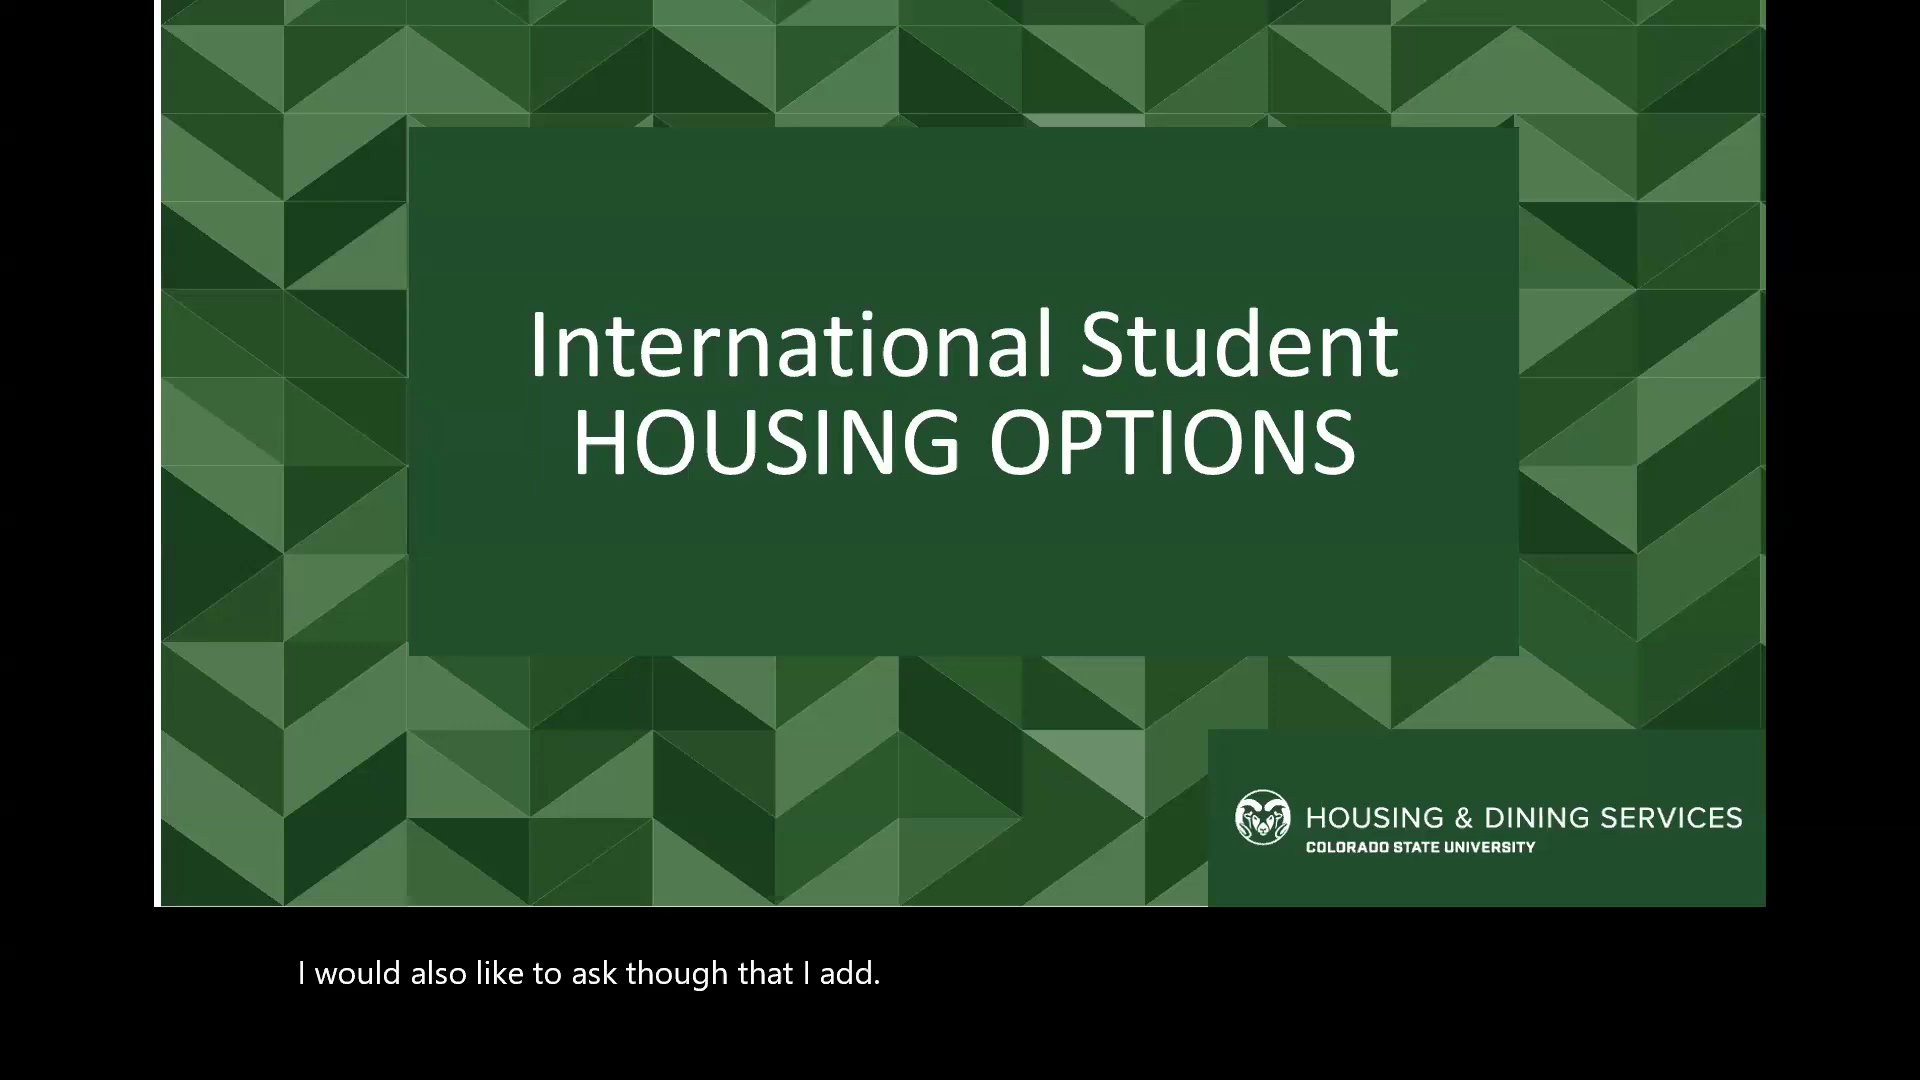 International Student
HOUSING OPTIONS
HOUSING & DINING SERVICES
COLORADO STATE UNIVERSITY
I would also like to ask though that I add.